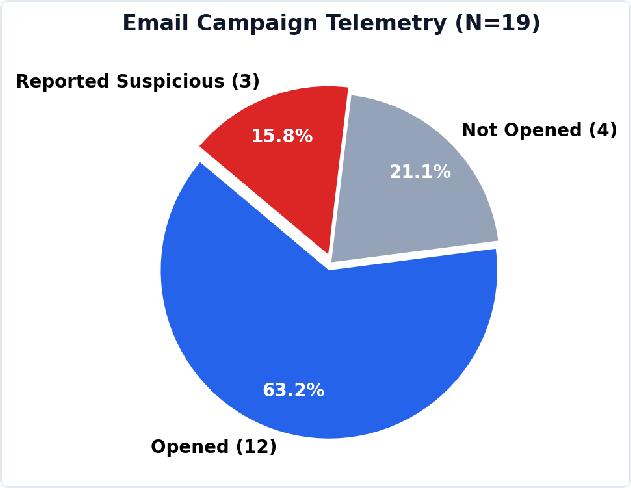 Email Campaign Telemetry (N=19)
Reported Suspicious (3)
15.8%
Not Opened (4)
21.1%
63.2%
Opened (12)